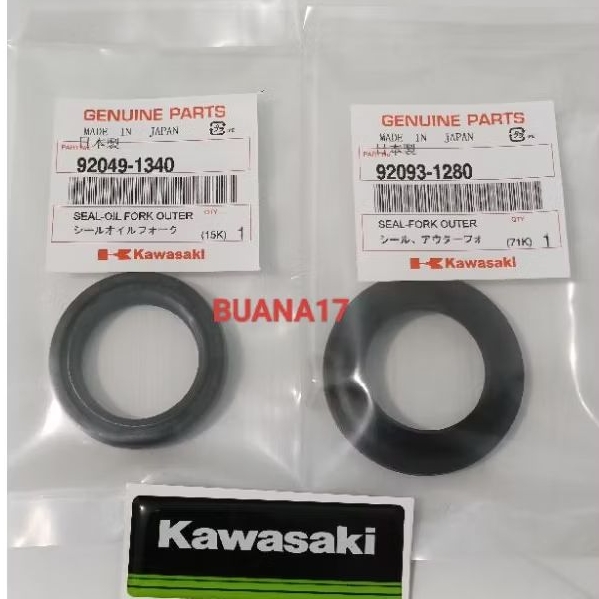 GENUINE PARTS
MADE IN JAPAN
日本製
92049-1340
SEAL-OIL FORK OUTER
QTY
シールオイルフォーク
(15K) 1
Kawasaki
GENUINE PARTS
MADE IN JAPAN
日本製
92093-1280
SEAL-FORK OUTER
QTY
シール、アウターフォ
(71K) 1
Kawasaki
BUANA17
Kawasaki